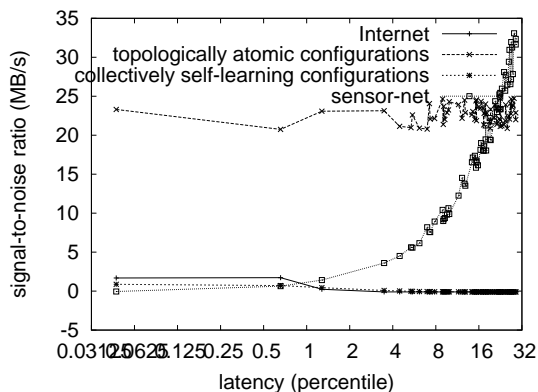 signal-to-noise ratio (MB/s)
35
30
25
20
15
10
5
0
-5
Internet
topologically atomic configurations
collectively self-learning configurations
sensor-net
0.03125 0.0625 0.125 0.25 0.5 1 2 4 8 16 32
latency (percentile)